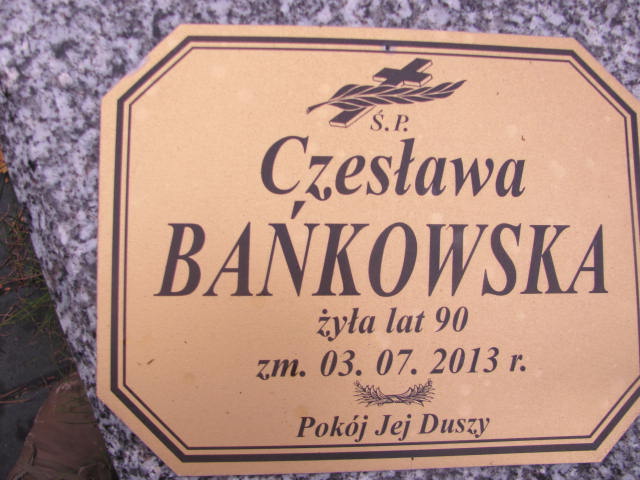 Ś.P.
Czesława
BAŃKOWSKA
żyła lat 90
zm. 03. 07. 2013 r.
Pokój Jej Duszy